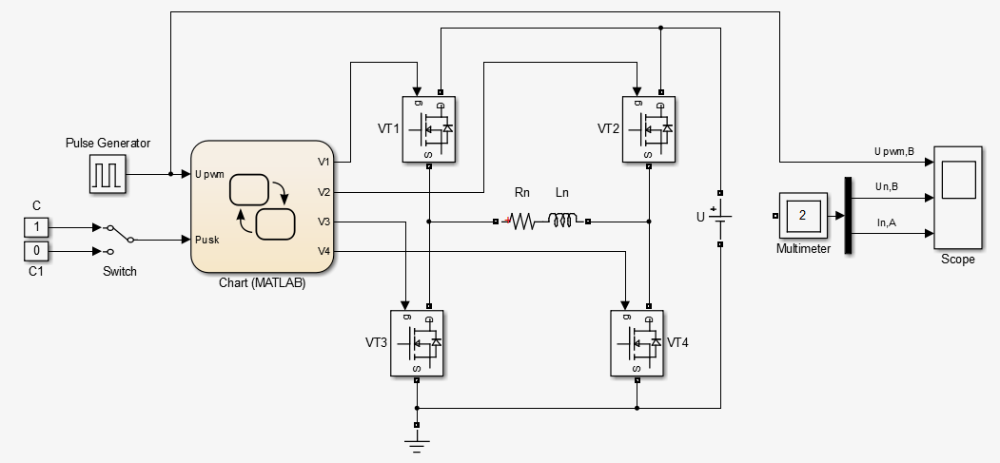 Pulse Generator
C
1
0
C1
Switch
U pwm
Pusk
V1
V2
V3
V4
Chart (MATLAB)
g
D
S
VT1
g
D
S
VT2
Rn
Ln
U
+
g
D
S
VT3
g
D
S
VT4
2
Multimeter
U pwm,B
Un,B
In,A
Scope